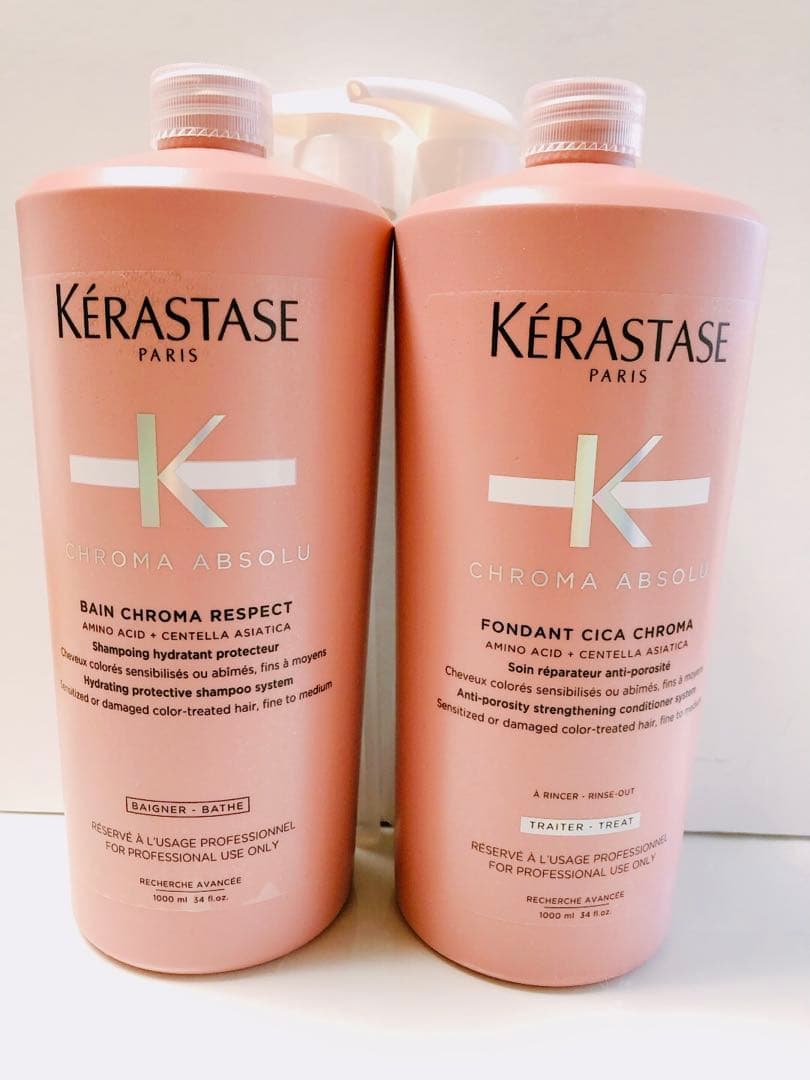 KÉRASTASE
PARIS
K
CHROMA ABSOLU
BAIN CHROMA RESPECT
AMINO ACID + CENTELLA ASIATICA
Shampoing hydratant protecteur
Cheveux colorés sensibilisés ou abîmés, fins à moyens
Hydrating protective shampoo system
Sensitized or damaged color-treated hair, fine to medium
BAIGNER - BATHE
RÉSERVÉ À L'USAGE PROFESSIONNEL
FOR PROFESSIONAL USE ONLY
RECHERCHE AVANCÉE
1000 ml 34 fl.oz.
KÉRASTASE
PARIS
K
CHROMA ABSOLU
FONDANT CICA CHROMA
AMINO ACID + CENTELLA ASIATICA
Soin réparateur anti-porosité
Cheveux colorés sensibilisés ou abîmés, fins à moyens
Anti-porosity strengthening conditioner system
Sensitized or damaged color-treated hair, fine to medium
À RINCER - RINSE-OUT
TRAITER - TREAT
RÉSERVÉ À L'USAGE PROFESSIONNEL
FOR PROFESSIONAL USE ONLY
RECHERCHE AVANCÉE
1000 ml 34 fl.oz.